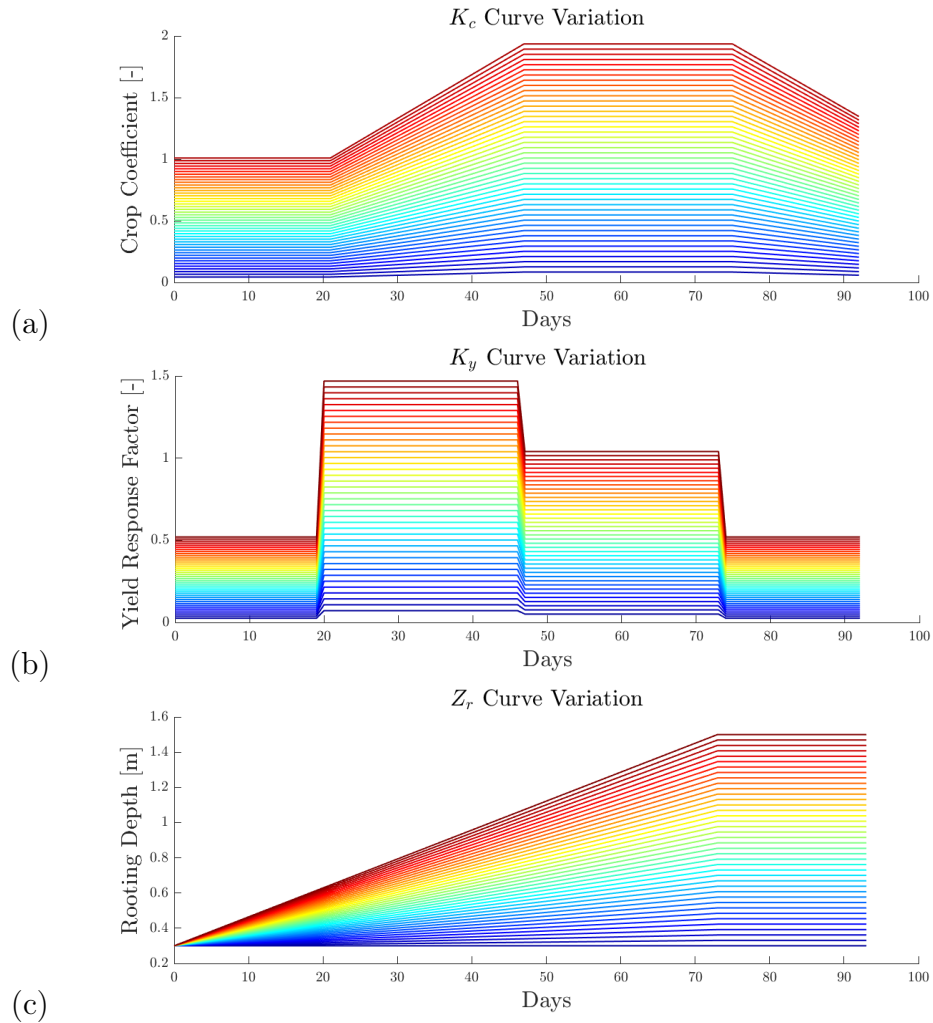 K_c Curve Variation
Crop Coefficient [-]
2
1.5
1
0.5
0
0 10 20 30 40 50 60 70 80 90 100
Days
(a)
K_y Curve Variation
Yield Response Factor [-]
1.5
1
0.5
0
0 10 20 30 40 50 60 70 80 90 100
Days
(b)
Z_r Curve Variation
Rooting Depth [m]
1.6
1.4
1.2
1
0.8
0.6
0.4
0.2
0 10 20 30 40 50 60 70 80 90 100
Days
(c)